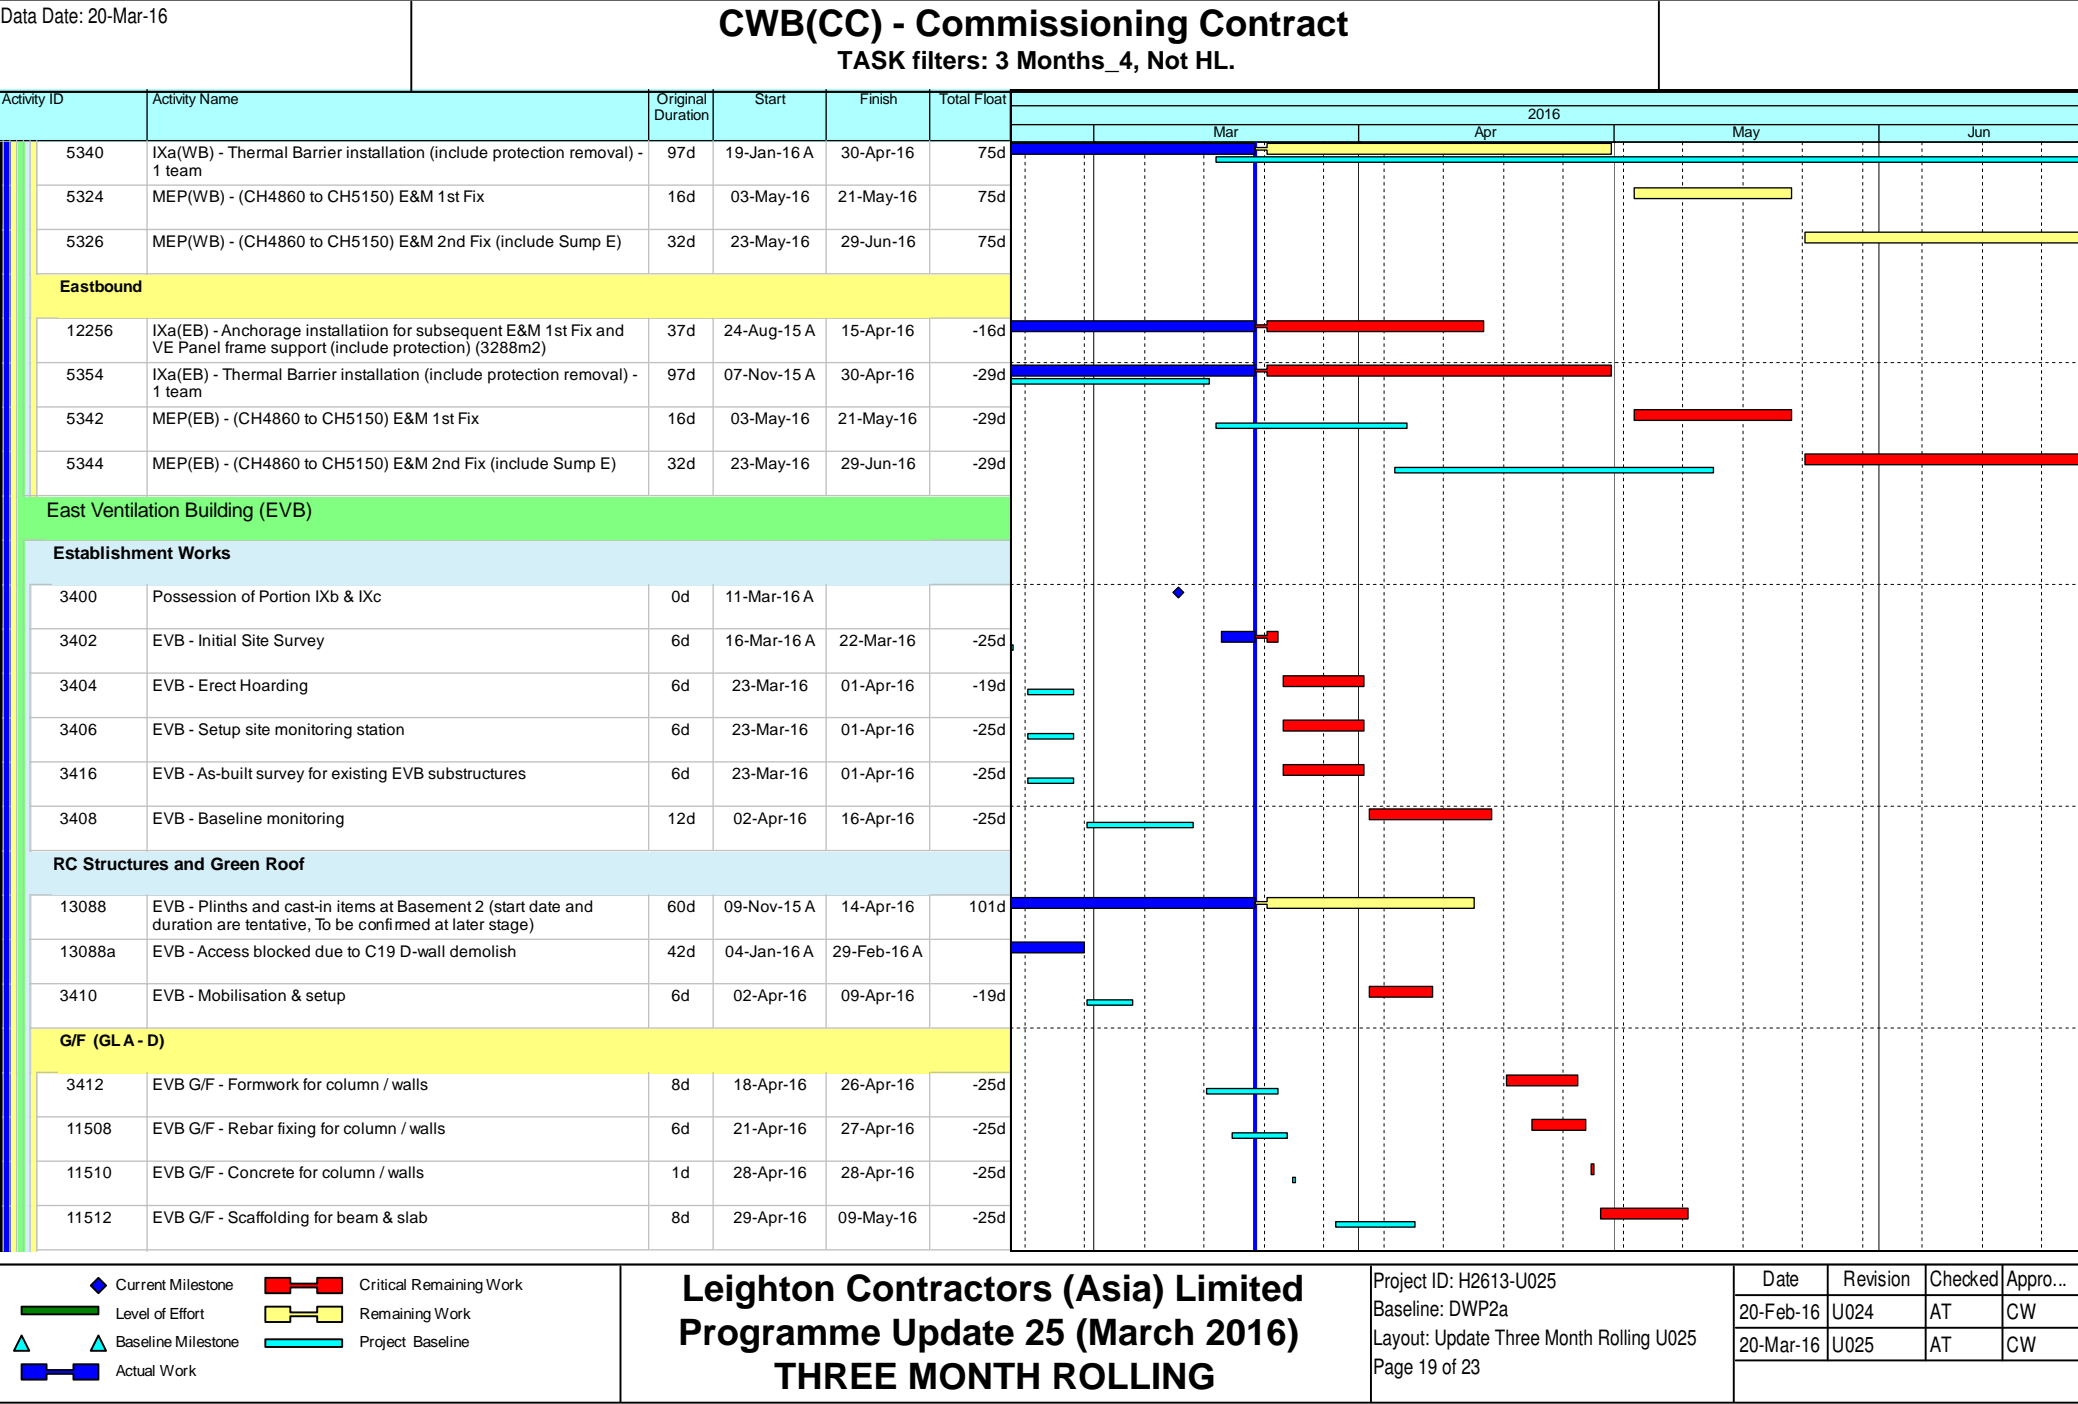 Data Date: 20-Mar-16
CWB(CC) - Commissioning Contract
TASK filters: 3 Months_4, Not HL.
Activity ID Activity Name Original Duration Start Finish Total Float
2016
Mar Apr May Jun
5340 IXa(WB) - Thermal Barrier installation (include protection removal) - 97d 19-Jan-16 A 30-Apr-16 75d
1 team
5324 MEP(WB) - (CH4860 to CH5150) E&M 1st Fix 16d 03-May-16 21-May-16 75d
5326 MEP(WB) - (CH4860 to CH5150) E&M 2nd Fix (include Sump E) 32d 23-May-16 29-Jun-16 75d
Eastbound
12256 IXa(EB) - Anchorage installatiion for subsequent E&M 1st Fix and 37d 24-Aug-15 A 15-Apr-16 -16d
VE Panel frame support (include protection) (3288m2)
5354 IXa(EB) - Thermal Barrier installation (include protection removal) - 97d 07-Nov-15 A 30-Apr-16 -29d
1 team
5342 MEP(EB) - (CH4860 to CH5150) E&M 1st Fix 16d 03-May-16 21-May-16 -29d
5344 MEP(EB) - (CH4860 to CH5150) E&M 2nd Fix (include Sump E) 32d 23-May-16 29-Jun-16 -29d
East Ventilation Building (EVB)
Establishment Works
3400 Possession of Portion IXb & IXc 0d 11-Mar-16 A
3402 EVB - Initial Site Survey 6d 16-Mar-16 A 22-Mar-16 -25d
3404 EVB - Erect Hoarding 6d 23-Mar-16 01-Apr-16 -19d
3406 EVB - Setup site monitoring station 6d 23-Mar-16 01-Apr-16 -25d
3416 EVB - As-built survey for existing EVB substructures 6d 23-Mar-16 01-Apr-16 -25d
3408 EVB - Baseline monitoring 12d 02-Apr-16 16-Apr-16 -25d
RC Structures and Green Roof
13088 EVB - Plinths and cast-in items at Basement 2 (start date and 60d 09-Nov-15 A 14-Apr-16 101d
duration are tentative, To be confirmed at later stage)
13088a EVB - Access blocked due to C19 D-wall demolish 42d 04-Jan-16 A 29-Feb-16 A
3410 EVB - Mobilisation & setup 6d 02-Apr-16 09-Apr-16 -19d
G/F (GL A - D)
3412 EVB G/F - Formwork for column / walls 8d 18-Apr-16 26-Apr-16 -25d
11508 EVB G/F - Rebar fixing for column / walls 6d 21-Apr-16 27-Apr-16 -25d
11510 EVB G/F - Concrete for column / walls 1d 28-Apr-16 28-Apr-16 -25d
11512 EVB G/F - Scaffolding for beam & slab 8d 29-Apr-16 09-May-16 -25d
Current Milestone Critical Remaining Work
Level of Effort Remaining Work
Baseline Milestone Project Baseline
Actual Work
Leighton Contractors (Asia) Limited
Programme Update 25 (March 2016)
THREE MONTH ROLLING
Project ID: H2613-U025
Baseline: DWP2a
Layout: Update Three Month Rolling U025
Page 19 of 23
Date Revision Checked Appro...
20-Feb-16 U024 AT CW
20-Mar-16 U025 AT CW